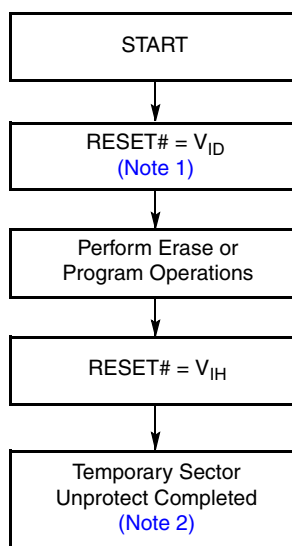 START
RESET# = VID
(Note 1)
Perform Erase or
Program Operations
RESET# = VIH
Temporary Sector
Unprotect Completed
(Note 2)